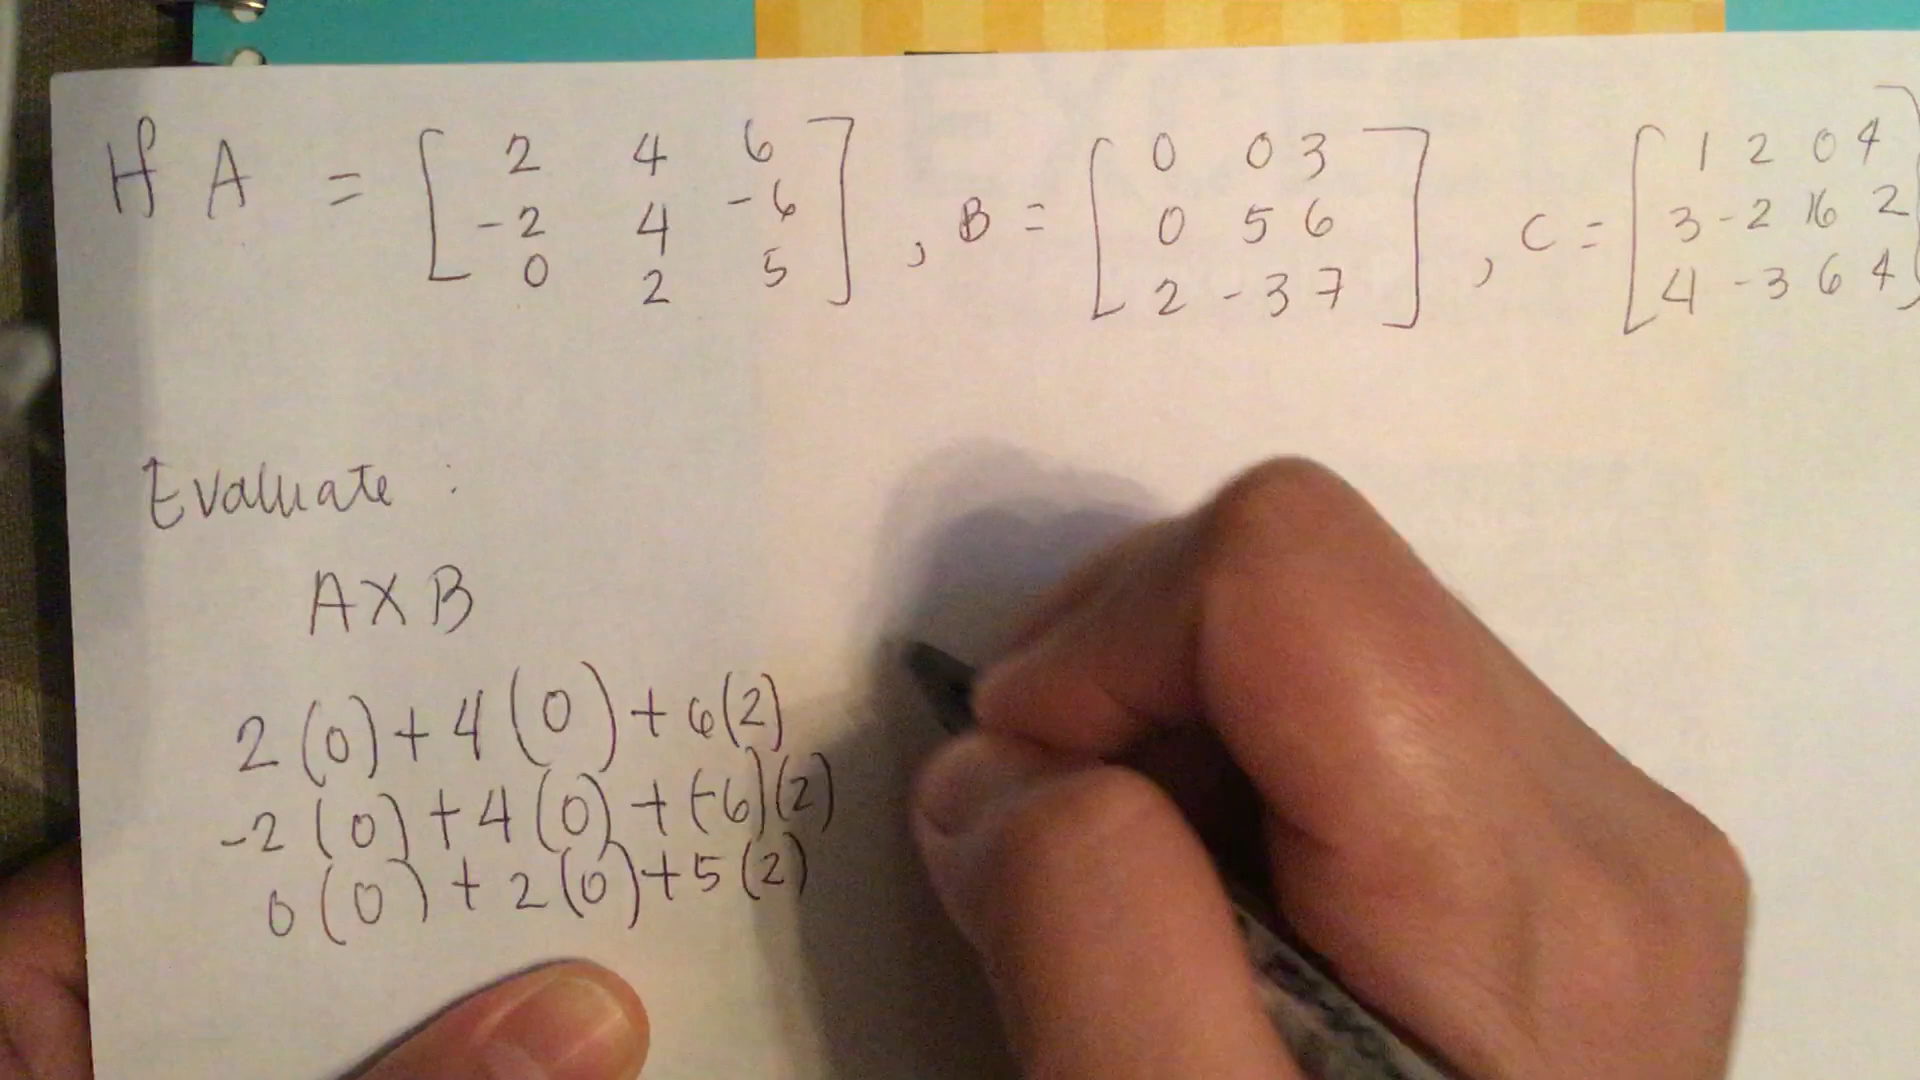 If A = [ 2 4 6 ] , B = [ 0 0 3 ] , C = [ 1 2 0 4 ]
-2 4 -6 0 5 6 3 -2 16 2
0 2 5 2 -3 7 4 -3 6 4
Evaluate :
A X B
2 (0) + 4 (0) + 6 (2)
-2 (0) + 4 (0) + (-6) (2)
0 (0) + 2 (0) + 5 (2)